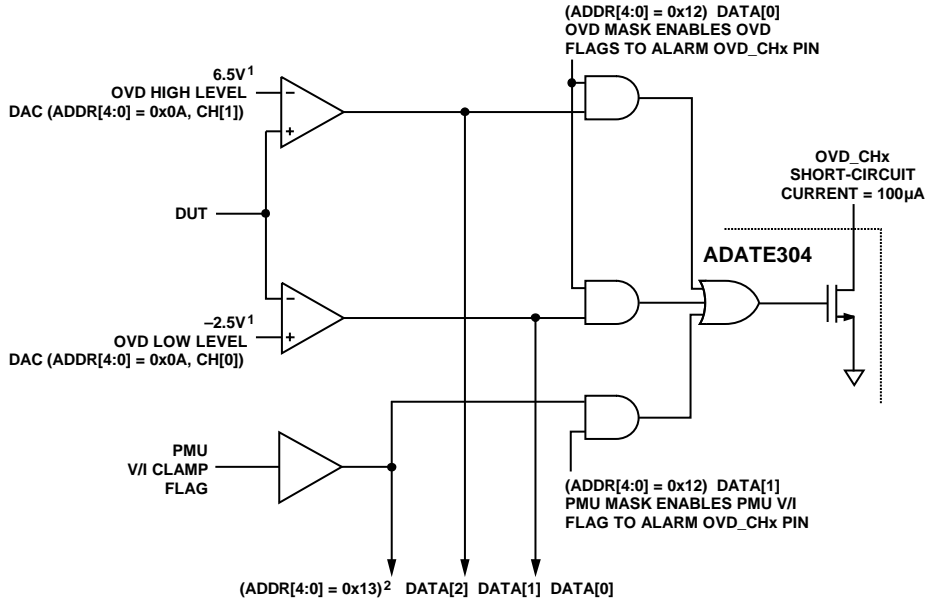 (ADDR[4:0] = 0x12) DATA[0]
OVD MASK ENABLES OVD
FLAGS TO ALARM OVD_CHx PIN
6.5V¹
OVD HIGH LEVEL
DAC (ADDR[4:0] = 0x0A, CH[1])
–
+
OVD_CHx
SHORT-CIRCUIT
CURRENT = 100µA
DUT
ADATE304
–
–2.5V¹
+
OVD LOW LEVEL
DAC (ADDR[4:0] = 0x0A, CH[0])
PMU
V/I CLAMP
FLAG
(ADDR[4:0] = 0x12) DATA[1]
PMU MASK ENABLES PMU V/I
FLAG TO ALARM OVD_CHx PIN
(ADDR[4:0] = 0x13)² DATA[2] DATA[1] DATA[0]